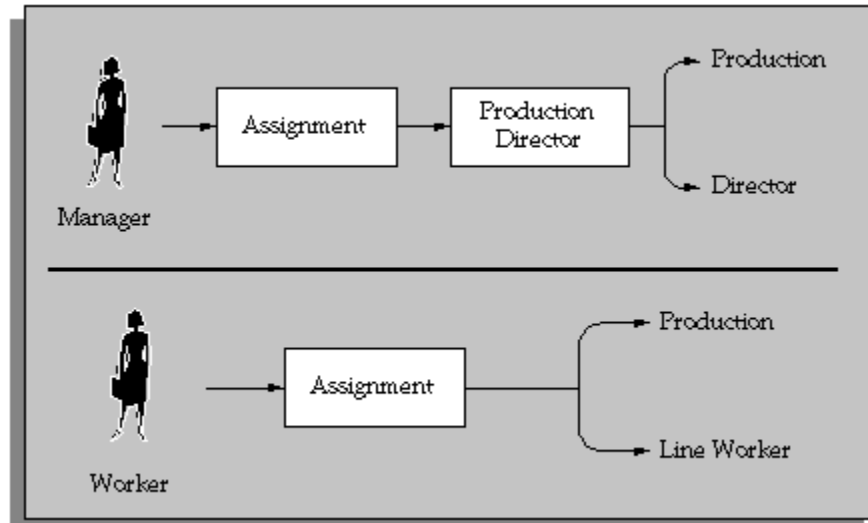 Production
Assignment
Production
Director
Director
Manager
Production
Assignment
Line Worker
Worker